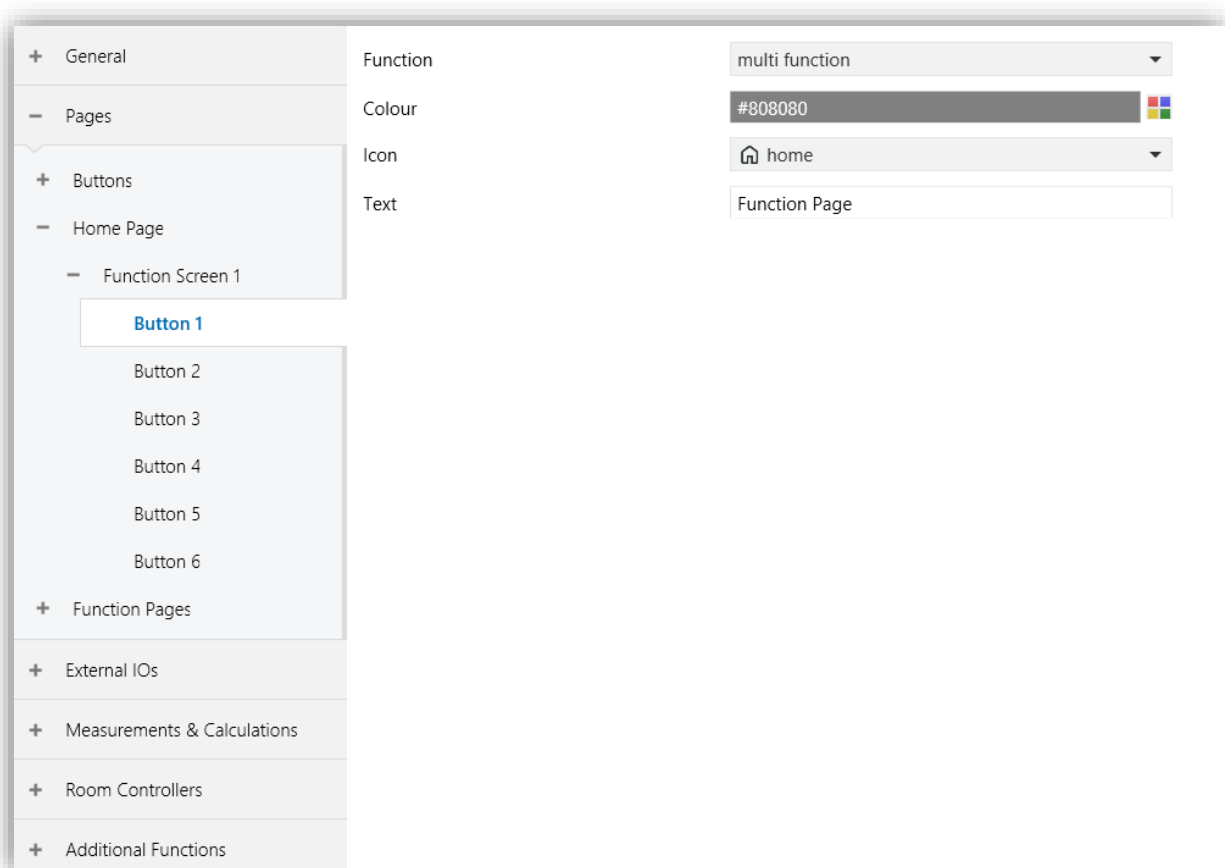 General
Pages
Buttons
Home Page
Function Screen 1
Button 1
Button 2
Button 3
Button 4
Button 5
Button 6
Function Pages
External IOs
Measurements & Calculations
Room Controllers
Additional Functions
Function multi function
Colour #808080
Icon home
Text Function Page